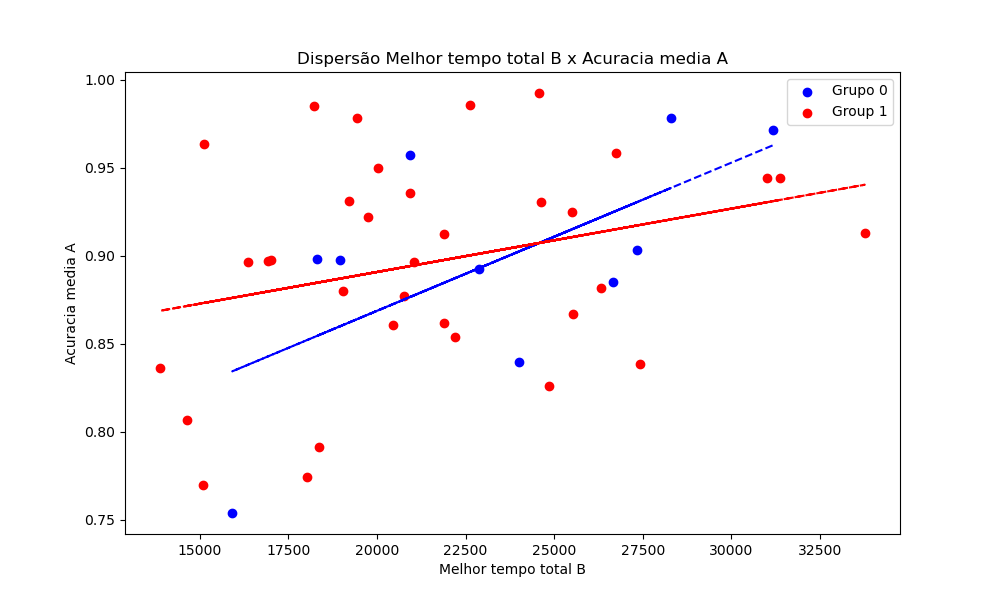 Dispersão Melhor tempo total B x Acuracia media A
Grupo 0
Group 1
Acuracia media A
1.00
0.95
0.90
0.85
0.80
0.75
15000 17500 20000 22500 25000 27500 30000 32500
Melhor tempo total B